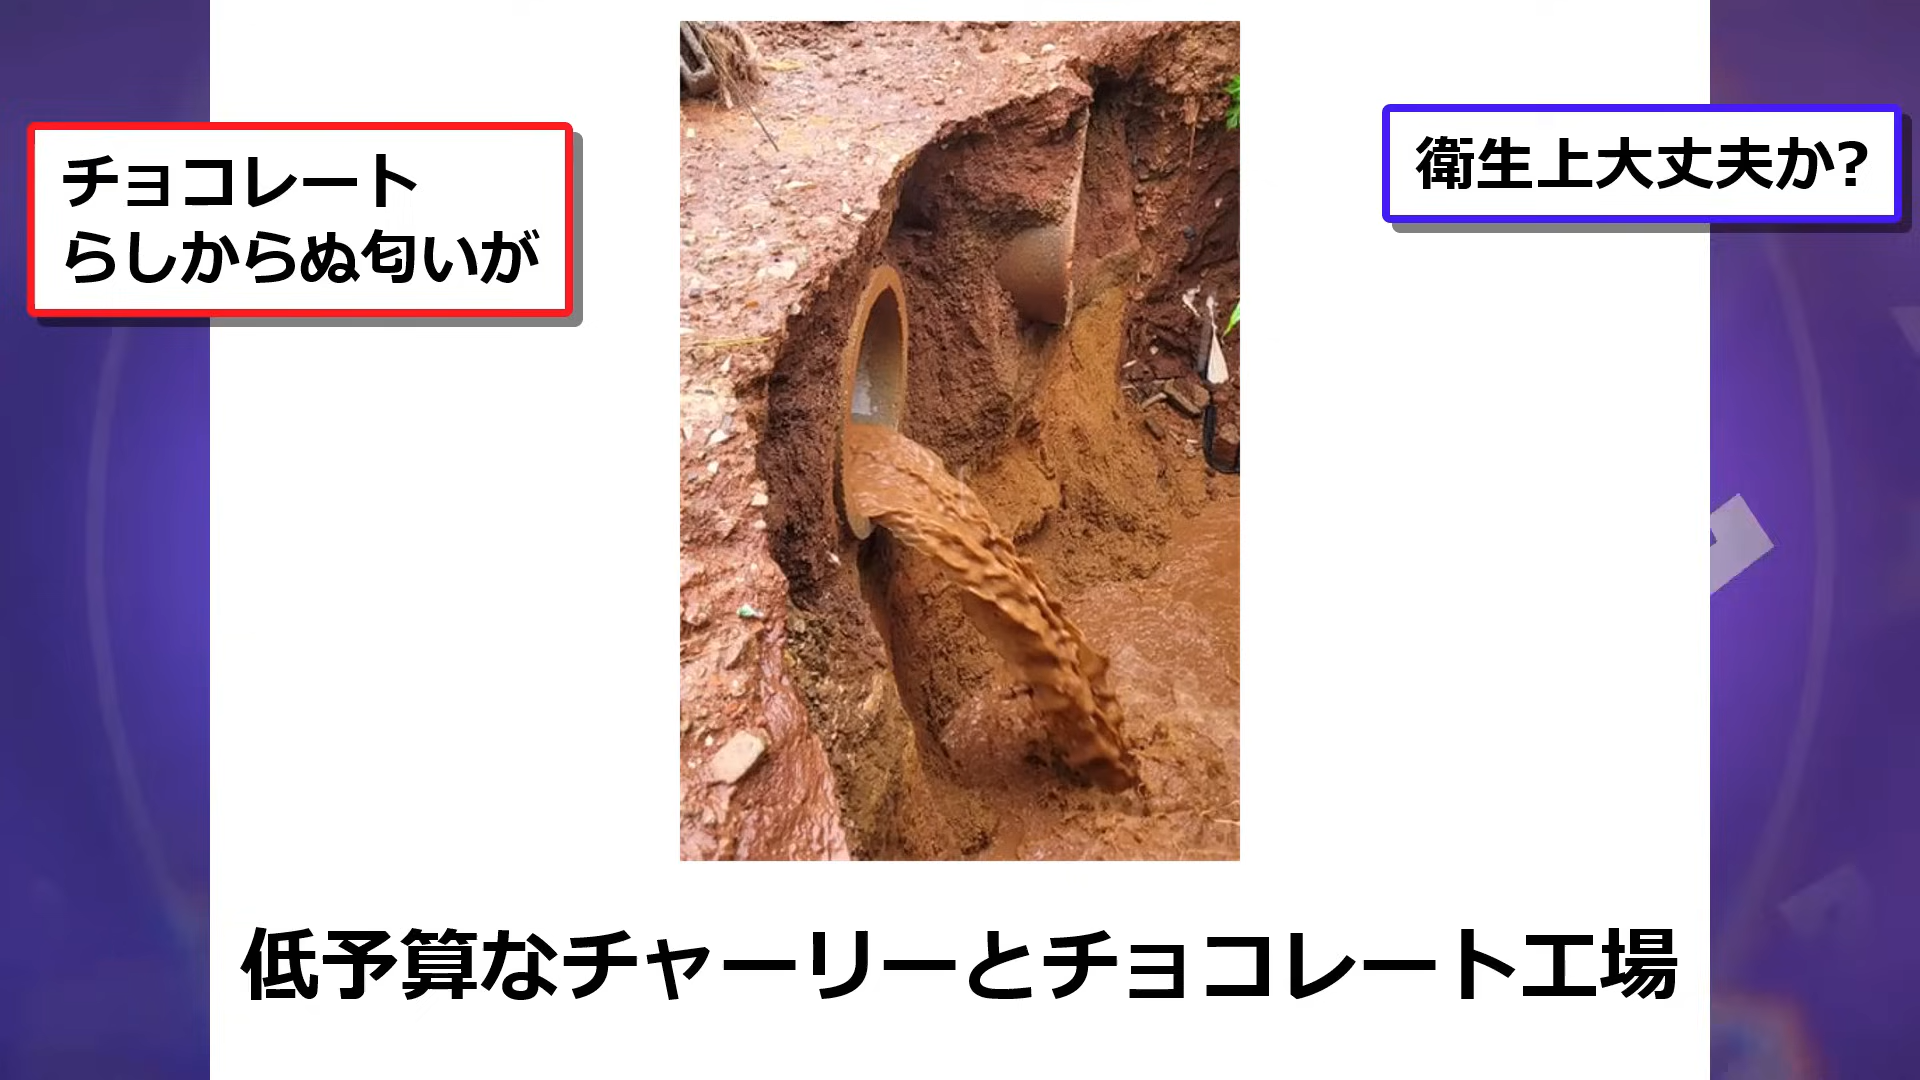 チョコレート
らしからぬ匂いが
衛生上大丈夫か?
低予算なチャーリーとチョコレート工場